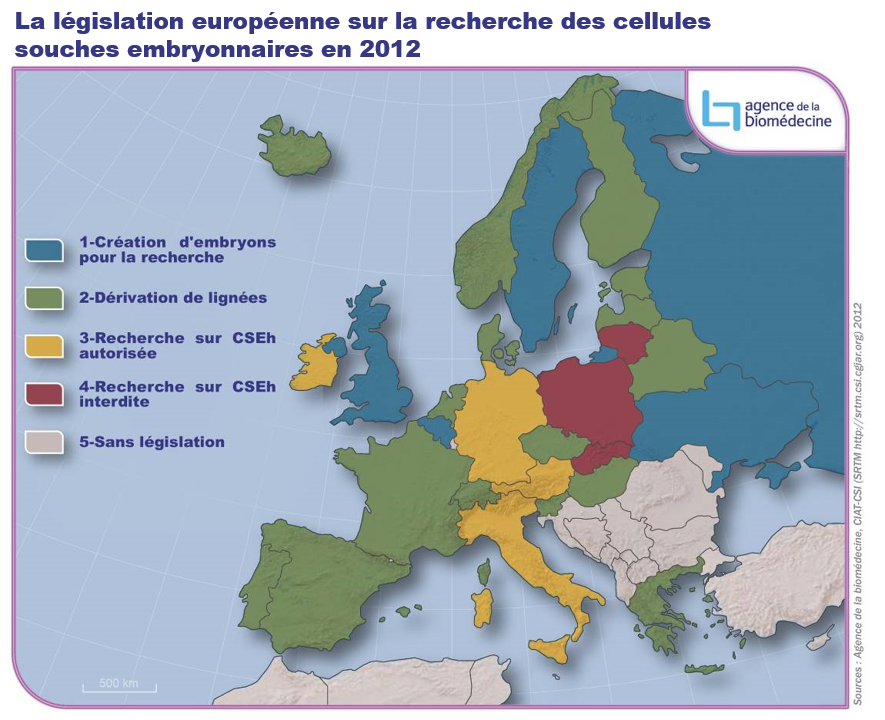 La législation européenne sur la recherche des cellules
souches embryonnaires en 2012
agence de la
biomédecine
1-Création d'embryons
pour la recherche
2-Dérivation de lignées
3-Recherche sur CSEh
autorisée
4-Recherche sur CSEh
interdite
5-Sans législation
500 km
Sources : Agence de la biomédecine, CIAT-CSI (SRTM http://srtm.csi.cgiar.org) 2012